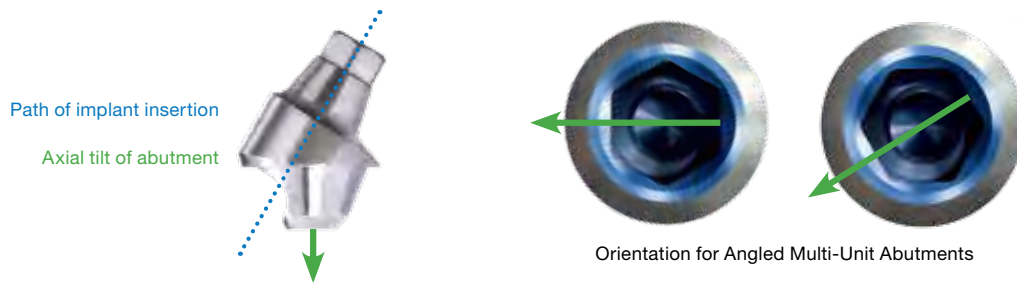 Path of implant insertion
Axial tilt of abutment
Orientation for Angled Multi-Unit Abutments